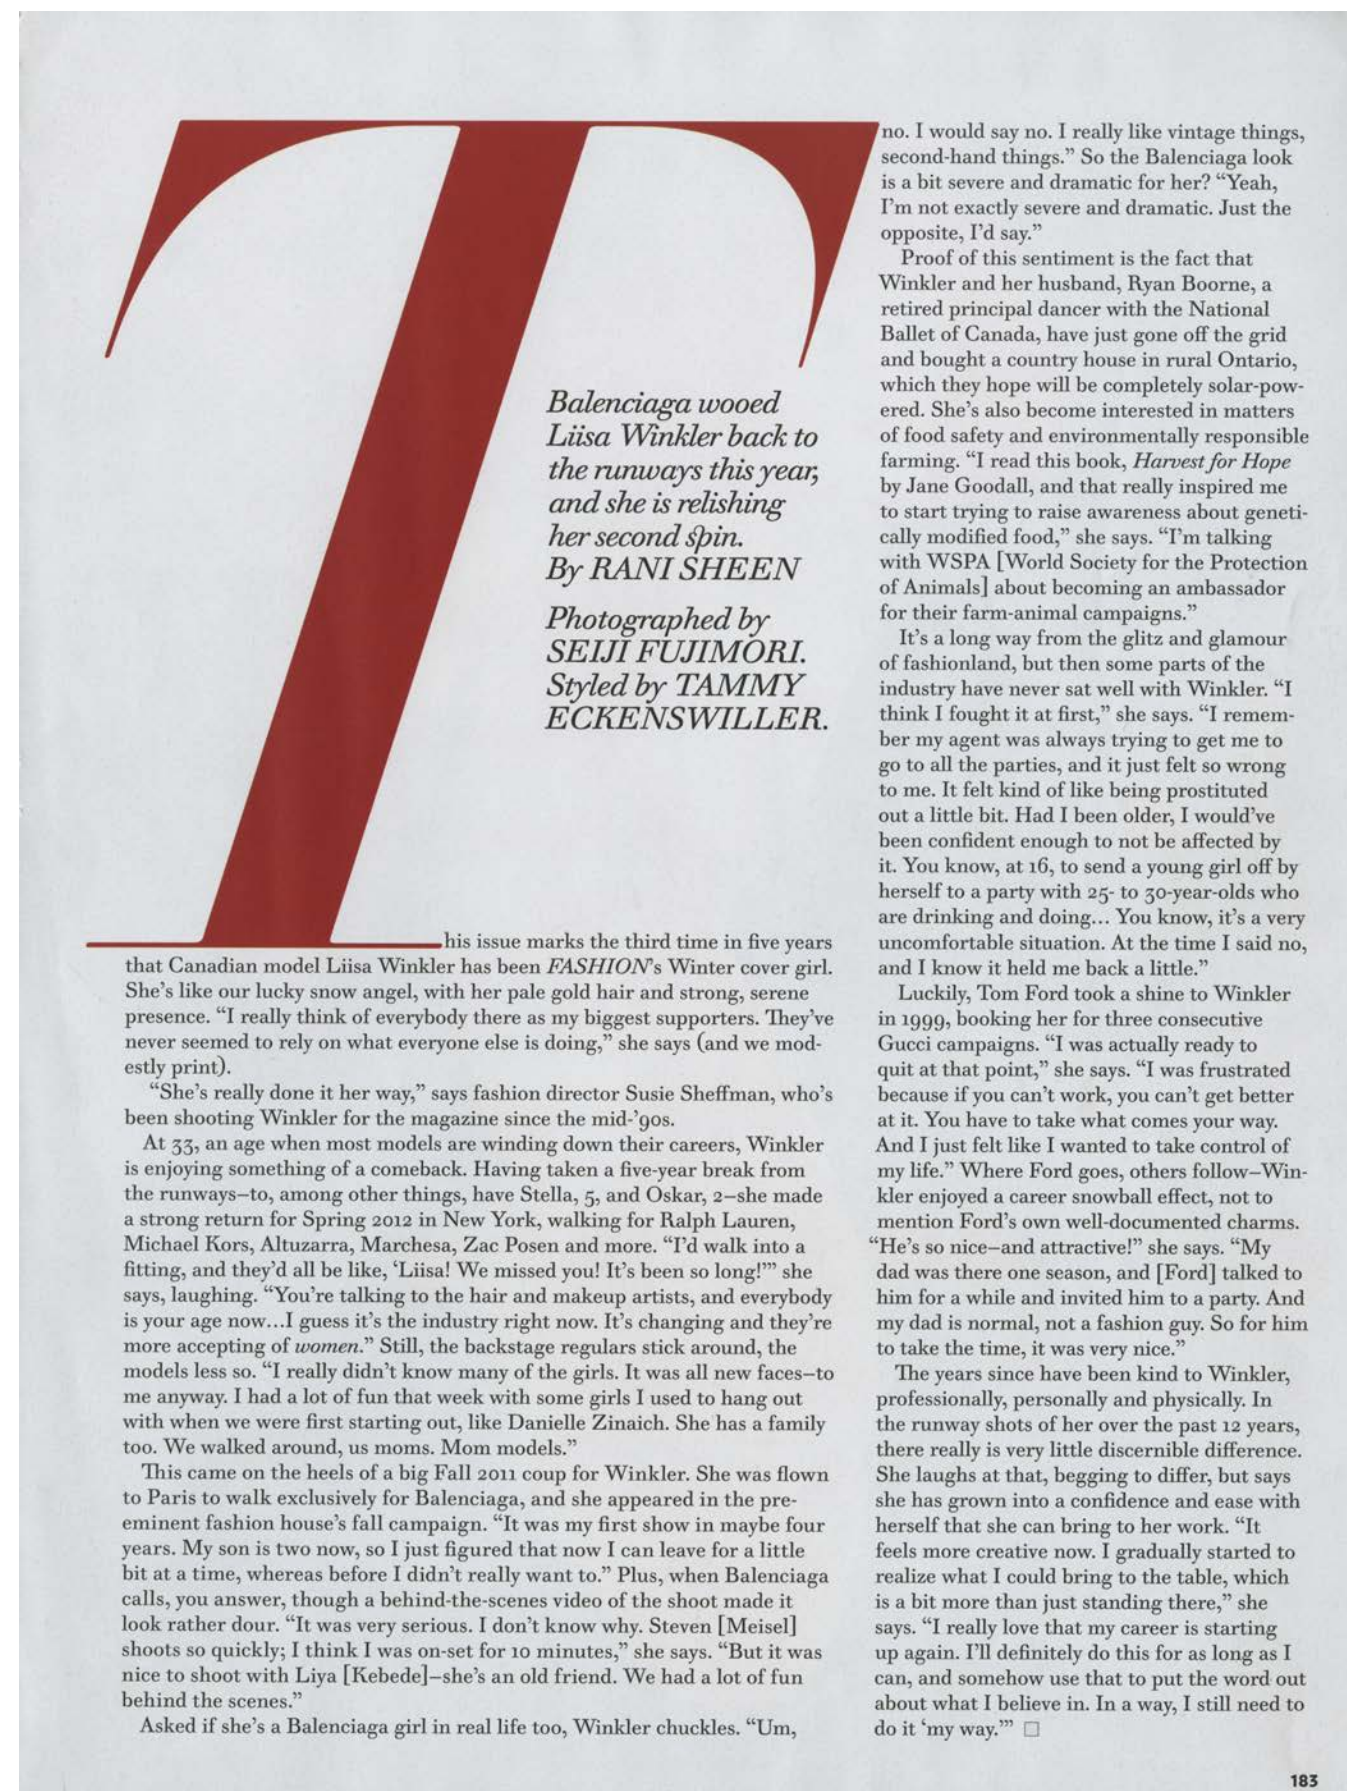 T
Balenciaga wooed
Liisa Winkler back to
the runways this year,
and she is relishing
her second spin.
By RANI SHEEN
Photographed by
SEIJI FUJIMORI.
Styled by TAMMY
ECKENSWILLER.
his issue marks the third time in five years
that Canadian model Liisa Winkler has been FASHION's Winter cover girl.
She's like our lucky snow angel, with her pale gold hair and strong, serene
presence. “I really think of everybody there as my biggest supporters. They've
never seemed to rely on what everyone else is doing,” she says (and we mod-
estly print).
“She's really done it her way,” says fashion director Susie Sheffman, who's
been shooting Winkler for the magazine since the mid-’90s.
At 33, an age when most models are winding down their careers, Winkler
is enjoying something of a comeback. Having taken a five-year break from
the runways–to, among other things, have Stella, 5, and Oskar, 2–she made
a strong return for Spring 2012 in New York, walking for Ralph Lauren,
Michael Kors, Altuzarra, Marchesa, Zac Posen and more. “I'd walk into a
fitting, and they'd all be like, ‘Liisa! We missed you! It's been so long!’” she
says, laughing. “You're talking to the hair and makeup artists, and everybody
is your age now...I guess it's the industry right now. It's changing and they're
more accepting of women.” Still, the backstage regulars stick around, the
models less so. “I really didn't know many of the girls. It was all new faces–to
me anyway. I had a lot of fun that week with some girls I used to hang out
with when we were first starting out, like Danielle Zinaich. She has a family
too. We walked around, us moms. Mom models.”
This came on the heels of a big Fall 2011 coup for Winkler. She was flown
to Paris to walk exclusively for Balenciaga, and she appeared in the pre-
eminent fashion house's fall campaign. “It was my first show in maybe four
years. My son is two now, so I just figured that now I can leave for a little
bit at a time, whereas before I didn't really want to.” Plus, when Balenciaga
calls, you answer, though a behind-the-scenes video of the shoot made it
look rather dour. “It was very serious. I don't know why. Steven [Meisel]
shoots so quickly; I think I was on-set for 10 minutes,” she says. “But it was
nice to shoot with Liya [Kebede]–she's an old friend. We had a lot of fun
behind the scenes.”
Asked if she's a Balenciaga girl in real life too, Winkler chuckles. “Um,
no. I would say no. I really like vintage things,
second-hand things.” So the Balenciaga look
is a bit severe and dramatic for her? “Yeah,
I'm not exactly severe and dramatic. Just the
opposite, I'd say.”
Proof of this sentiment is the fact that
Winkler and her husband, Ryan Boorne, a
retired principal dancer with the National
Ballet of Canada, have just gone off the grid
and bought a country house in rural Ontario,
which they hope will be completely solar-pow-
ered. She's also become interested in matters
of food safety and environmentally responsible
farming. “I read this book, Harvest for Hope
by Jane Goodall, and that really inspired me
to start trying to raise awareness about geneti-
cally modified food,” she says. “I'm talking
with WSPA [World Society for the Protection
of Animals] about becoming an ambassador
for their farm-animal campaigns.”
It's a long way from the glitz and glamour
of fashionland, but then some parts of the
industry have never sat well with Winkler. “I
think I fought it at first,” she says. “I remem-
ber my agent was always trying to get me to
go to all the parties, and it just felt so wrong
to me. It felt kind of like being prostituted
out a little bit. Had I been older, I would've
been confident enough to not be affected by
it. You know, at 16, to send a young girl off by
herself to a party with 25- to 30-year-olds who
are drinking and doing... You know, it's a very
uncomfortable situation. At the time I said no,
and I know it held me back a little.”
Luckily, Tom Ford took a shine to Winkler
in 1999, booking her for three consecutive
Gucci campaigns. “I was actually ready to
quit at that point,” she says. “I was frustrated
because if you can't work, you can't get better
at it. You have to take what comes your way.
And I just felt like I wanted to take control of
my life.” Where Ford goes, others follow–Win-
kler enjoyed a career snowball effect, not to
mention Ford's own well-documented charms.
“He's so nice–and attractive!” she says. “My
dad was there one season, and [Ford] talked to
him for a while and invited him to a party. And
my dad is normal, not a fashion guy. So for him
to take the time, it was very nice.”
The years since have been kind to Winkler,
professionally, personally and physically. In
the runway shots of her over the past 12 years,
there really is very little discernible difference.
She laughs at that, begging to differ, but says
she has grown into a confidence and ease with
herself that she can bring to her work. “It
feels more creative now. I gradually started to
realize what I could bring to the table, which
is a bit more than just standing there,” she
says. “I really love that my career is starting
up again. I'll definitely do this for as long as I
can, and somehow use that to put the word out
about what I believe in. In a way, I still need to
do it ‘my way.’” □
183